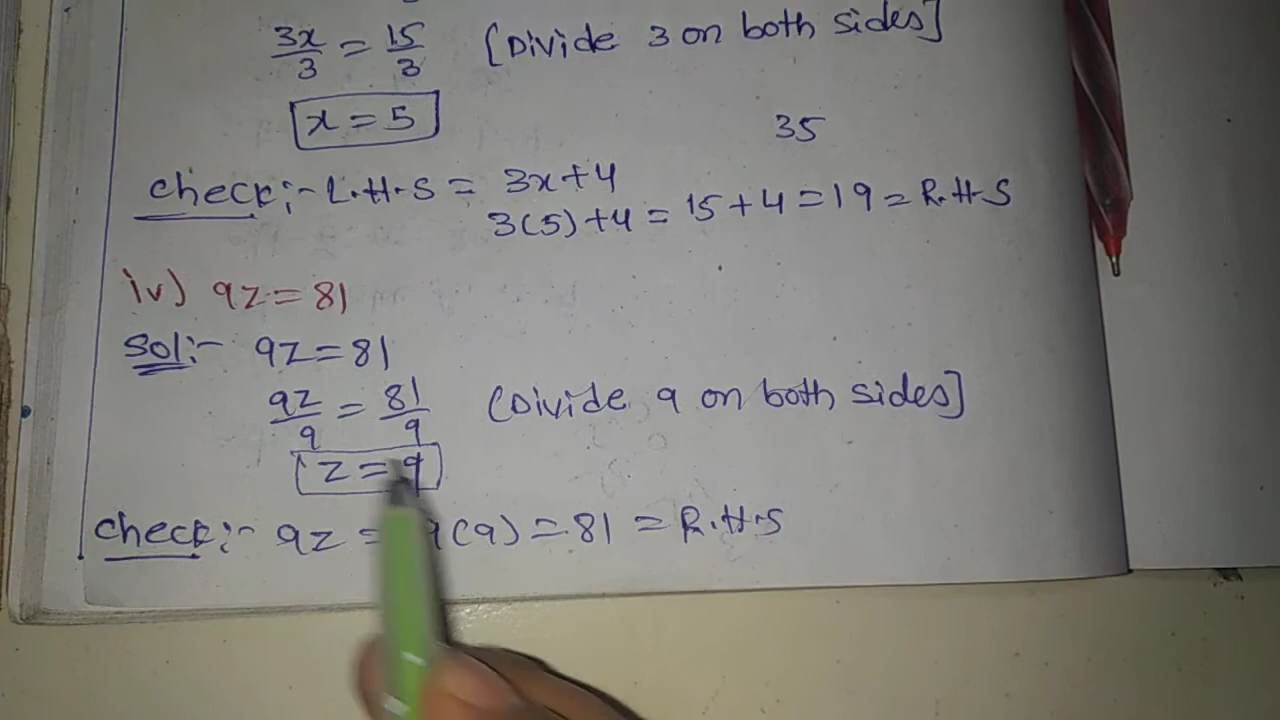 3x/3 = 15/3 [Divide 3 on both sides]
x = 5
35
check:- L.H.S = 3x+4
3(5)+4 = 15+4 = 19 = R.H.S
iv) 9z = 81
Sol:- 9z = 81
9z/9 = 81/9 (Divide 9 on both sides]
z = 9
check:- 9z = 9(9) = 81 = R.H.S